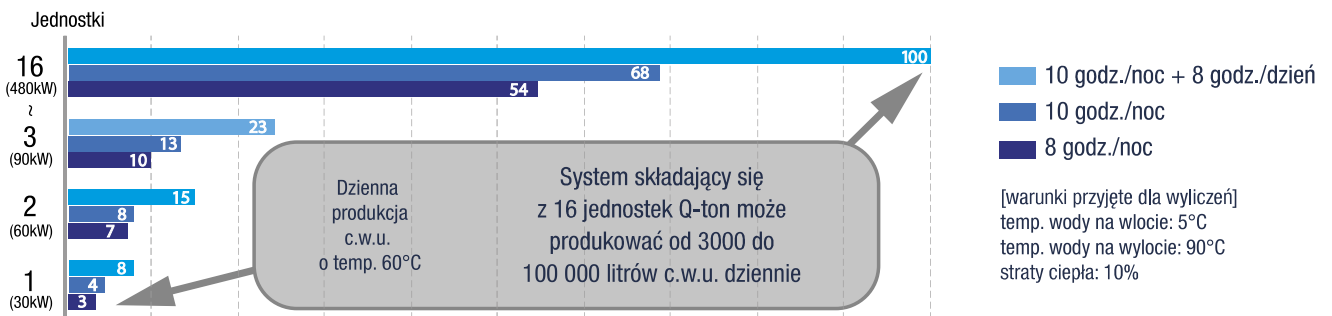 Jednostki
16
(480kW)
100
68
54
~
3
(90kW)
23
13
10
2
(60kW)
15
8
7
1
(30kW)
8
4
3
Dzienna
produkcja
c.w.u.
o temp. 60°C
System składający się
z 16 jednostek Q-ton może
produkować od 3000 do
100 000 litrów c.w.u. dziennie
10 godz./noc + 8 godz./dzień
10 godz./noc
8 godz./noc
[warunki przyjęte dla wyliczeń]
temp. wody na wlocie: 5°C
temp. wody na wylocie: 90°C
straty ciepła: 10%